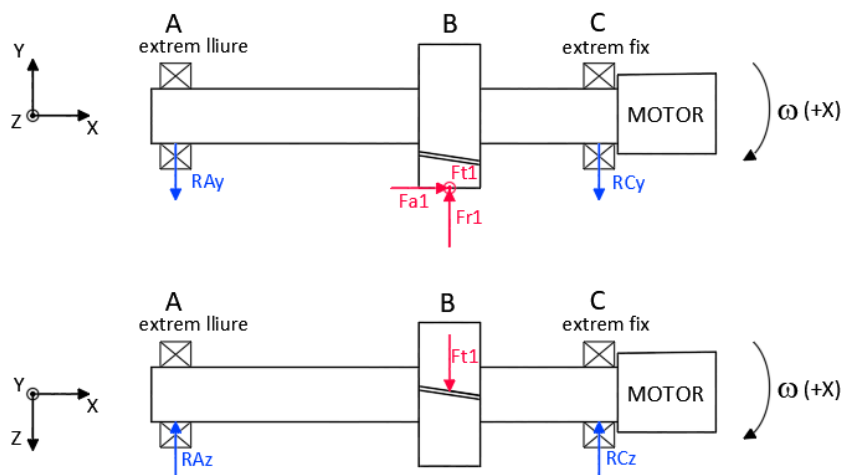 A
B
C
extrem lliure
extrem fix
Y
Z
X
MOTOR
ω (+X)
RAy
Ft1
Fa1
Fr1
RCy
A
B
C
extrem lliure
extrem fix
Y
X
Z
Ft1
MOTOR
ω (+X)
RAz
RCz